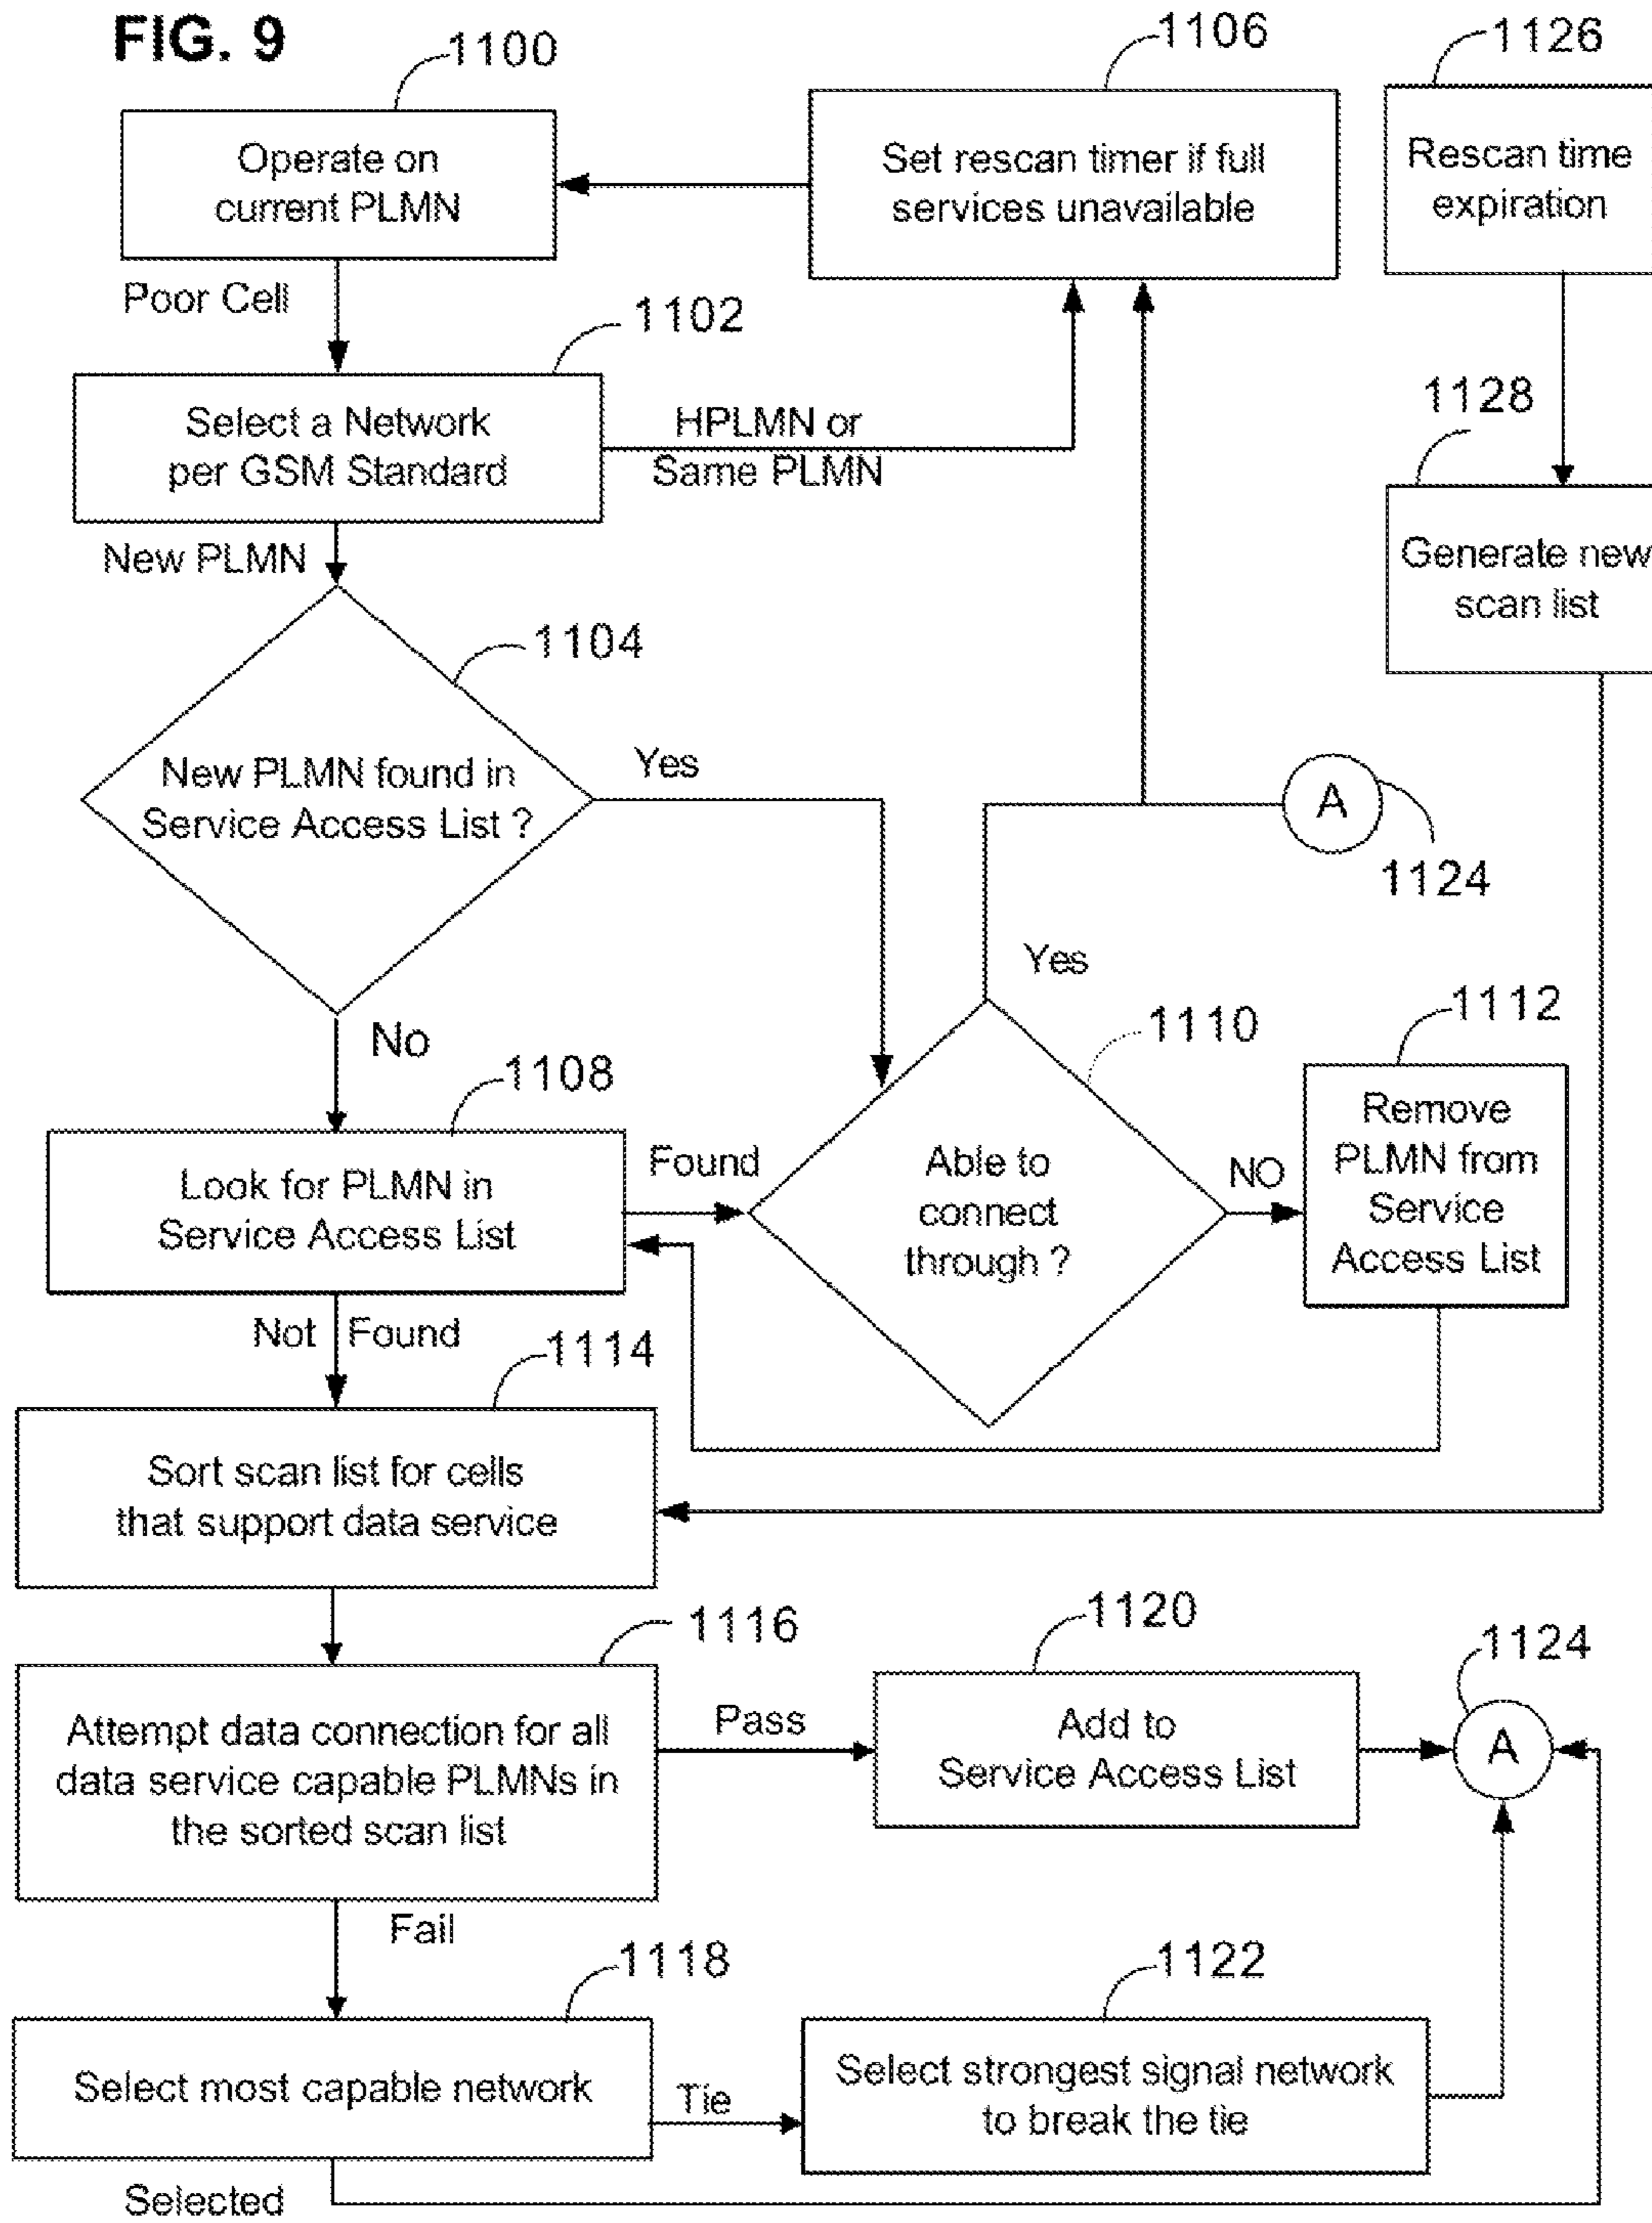 FIG. 9
1100
1106
1126
Operate on
current PLMN
Set rescan timer if full
services unavailable
Rescan time
expiration
Poor Cell
1102
1128
Select a Network
per GSM Standard
HPLMN or
Same PLMN
New PLMN
Generate new
scan list
1104
New PLMN found in
Service Access List ?
Yes
A
1124
Yes
No
1110
1112
1108
Look for PLMN in
Service Access List
Found
Able to
connect
through ?
NO
Remove
PLMN from
Service
Access List
Not Found
1114
Sort scan list for cells
that support data service
1116
1120
1124
Attempt data connection for all
data service capable PLMNs in
the sorted scan list
Pass
Add to
Service Access List
A
Fail
1118
1122
Select most capable network
Tie
Select strongest signal network
to break the tie
Selected